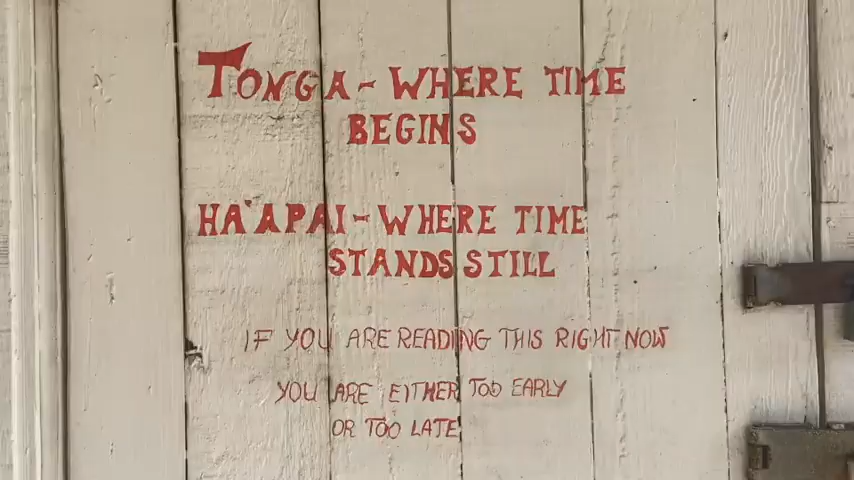 TONGA - WHERE TIME
BEGINS
HA'APAI - WHERE TIME
STANDS STILL
IF YOU ARE READING THIS RIGHT NOW
YOU ARE EITHER TOO EARLY
OR TOO LATE!